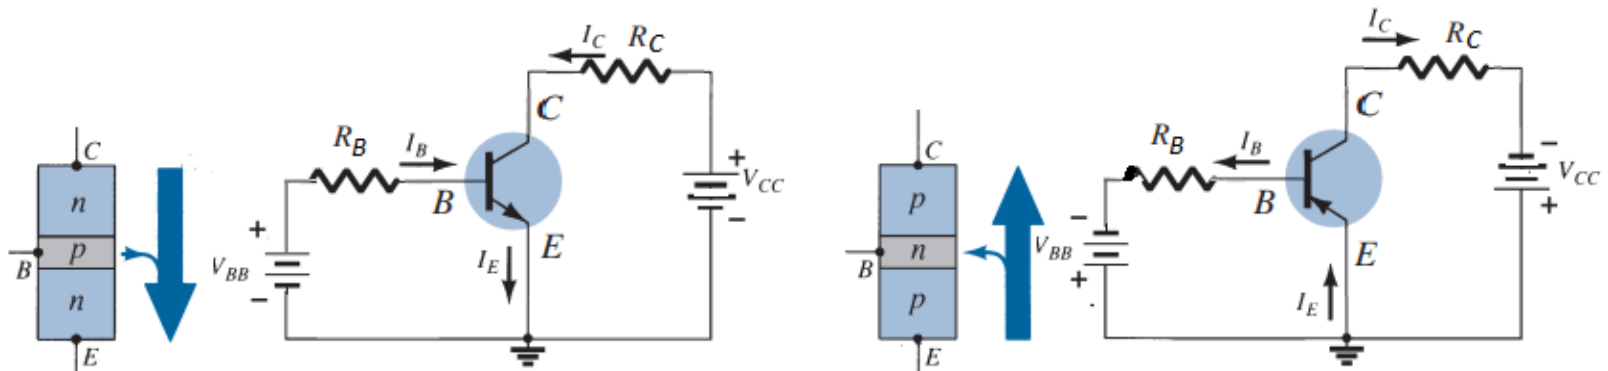 C
n
p
B
n
E
I_C
R_C
C
R_B
I_B
B
E
I_E
+
V_BB
−
+
V_CC
−
C
p
n
B
p
E
I_C
R_C
C
R_B
I_B
B
E
I_E
−
V_BB
+
−
V_CC
+